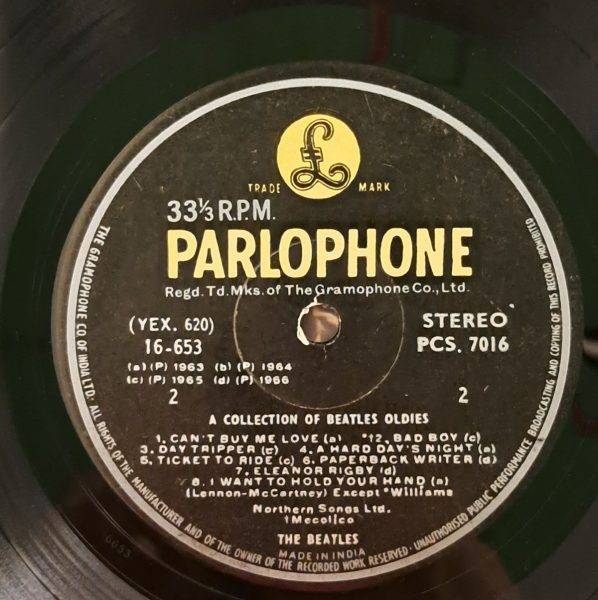 £
TRADE MARK
33⅓ R.P.M.
PARLOPHONE
Regd. Td. Mks. of The Gramophone Co., Ltd.
(YEX. 620) STEREO
16-653 PCS. 7016
(a) (P) 1963 (b) (P) 1964
(c) (P) 1965 (d) (P) 1966
2 2
A COLLECTION OF BEATLES OLDIES
1. CAN'T BUY ME LOVE (a) *†2. BAD BOY (c)
3. DAY TRIPPER (c) 4. A HARD DAY'S NIGHT (a)
5. TICKET TO RIDE (c) 6. PAPERBACK WRITER (d)
7. ELEANOR RIGBY (d)
8. I WANT TO HOLD YOUR HAND (a)
(Lennon-McCartney) Except *Williams
Northern Songs Ltd.
†Mecolico
THE BEATLES
MADE IN INDIA
THE GRAMOPHONE CO OF INDIA LTD. ALL RIGHTS OF THE MANUFACTURER AND OF THE OWNER OF THE RECORDED WORK RESERVED. UNAUTHORISED PUBLIC PERFORMANCE BROADCASTING AND COPYING OF THIS RECORD PROHIBITED
6653